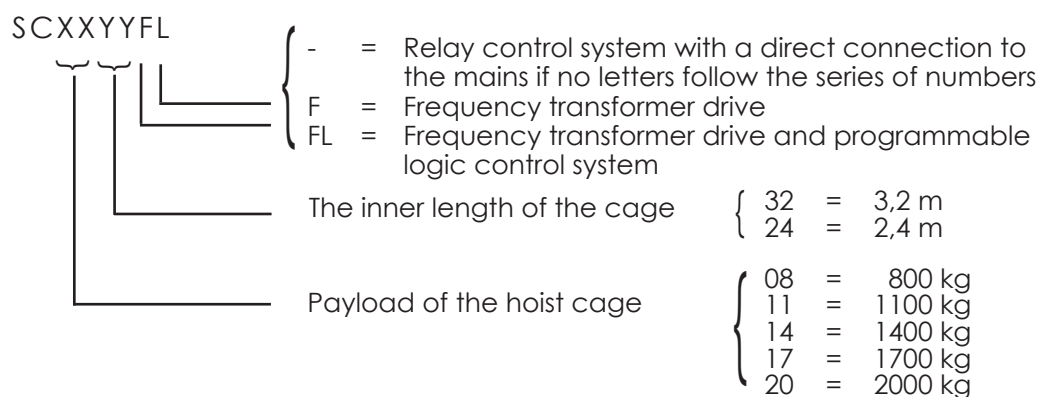 SCXXYYFL
- = Relay control system with a direct connection to
the mains if no letters follow the series of numbers
F = Frequency transformer drive
FL = Frequency transformer drive and programmable
logic control system
The inner length of the cage 32 = 3,2 m
24 = 2,4 m
Payload of the hoist cage 08 = 800 kg
11 = 1100 kg
14 = 1400 kg
17 = 1700 kg
20 = 2000 kg